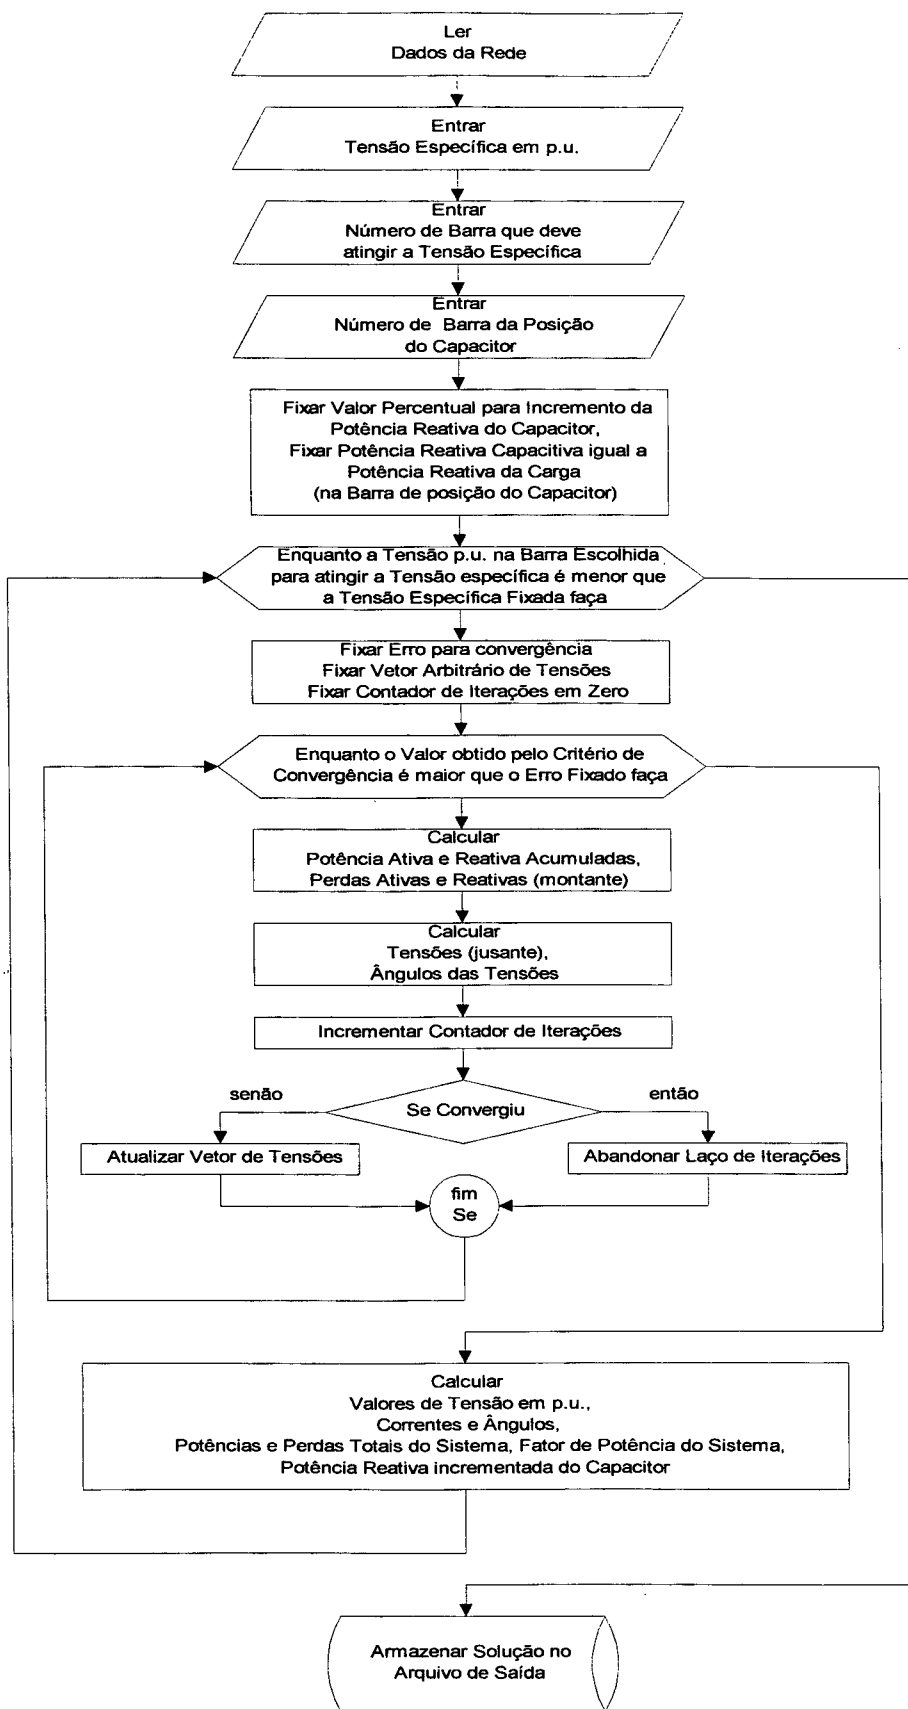 Ler
Dados da Rede
Entrar
Tensão Específica em p.u.
Entrar
Número de Barra que deve
atingir a Tensão Específica
Entrar
Número de Barra da Posição
do Capacitor
Fixar Valor Percentual para Incremento da
Potência Reativa do Capacitor,
Fixar Potência Reativa Capacitiva igual a
Potência Reativa da Carga
(na Barra de posição do Capacitor)
Enquanto a Tensão p.u. na Barra Escolhida
para atingir a Tensão específica é menor que
a Tensão Específica Fixada faça
Fixar Erro para convergência
Fixar Vetor Arbitrário de Tensões
Fixar Contador de Iterações em Zero
Enquanto o Valor obtido pelo Critério de
Convergência é maior que o Erro Fixado faça
Calcular
Potência Ativa e Reativa Acumuladas,
Perdas Ativas e Reativas (montante)
Calcular
Tensões (jusante),
Ângulos das Tensões
Incrementar Contador de Iterações
senão
então
Se Convergiu
Atualizar Vetor de Tensões
Abandonar Laço de Iterações
fim
Se
Calcular
Valores de Tensão em p.u.,
Correntes e Ângulos,
Potências e Perdas Totais do Sistema, Fator de Potência do Sistema,
Potência Reativa incrementada do Capacitor
Armazenar Solução no
Arquivo de Saída